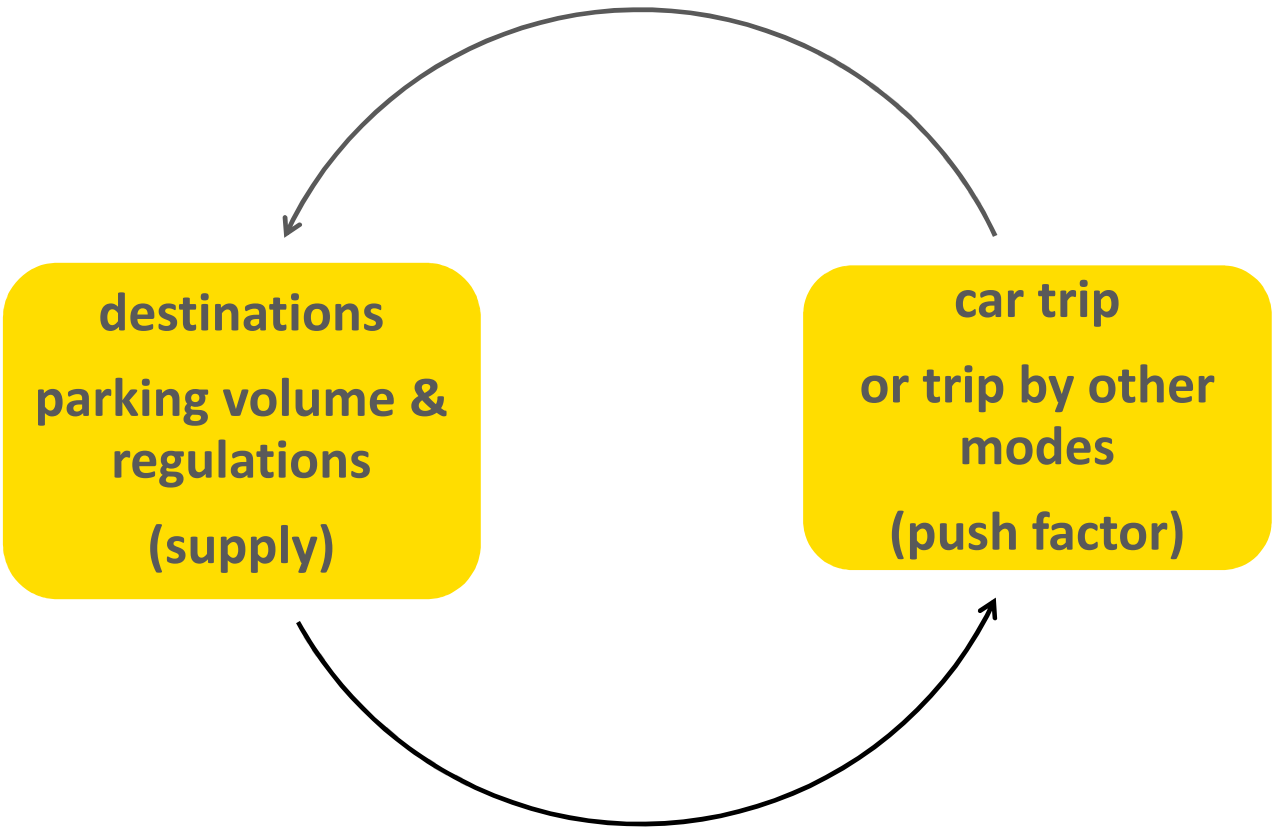 destinations
parking volume &
regulations
(supply)
car trip
or trip by other
modes
(push factor)